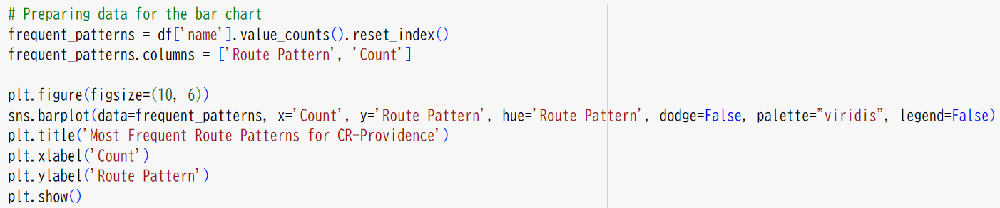 # Preparing data for the bar chart
frequent_patterns = df['name'].value_counts().reset_index()
frequent_patterns.columns = ['Route Pattern', 'Count']
plt.figure(figsize=(10, 6))
sns.barplot(data=frequent_patterns, x='Count', y='Route Pattern', hue='Route Pattern', dodge=False, palette="viridis", legend=False)
plt.title('Most Frequent Route Patterns for CR-Providence')
plt.xlabel('Count')
plt.ylabel('Route Pattern')
plt.show()